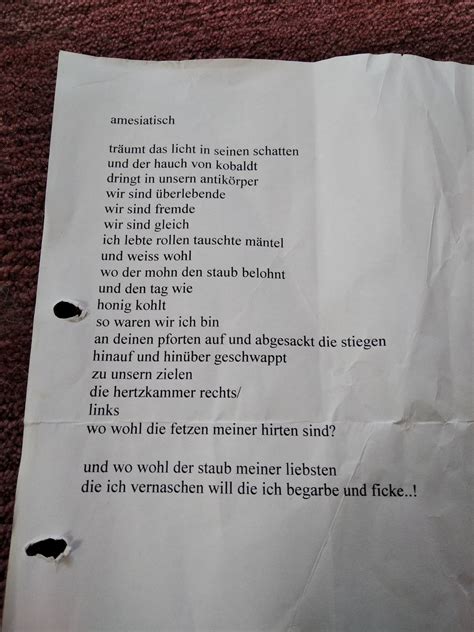 amesiatisch

träumt das licht in seinen schatten
und der hauch von kobaldt
dringt in unsern antikörper
wir sind überlebende
wir sind fremde
wir sind gleich
ich lebte rollen tauschte mäntel
und weiss wohl
wo der mohn den staub belohnt
und den tag wie
honig kohlt
so waren wir ich bin
an deinen pforten auf und abgesackt die stiegen
hinauf und hinüber geschwappt
zu unsern zielen
die hertzkammer rechts/
links
wo wohl die fetzen meiner hirten sind?

und wo wohl der staub meiner liebsten
die ich vernaschen will die ich begarbe und ficke..!